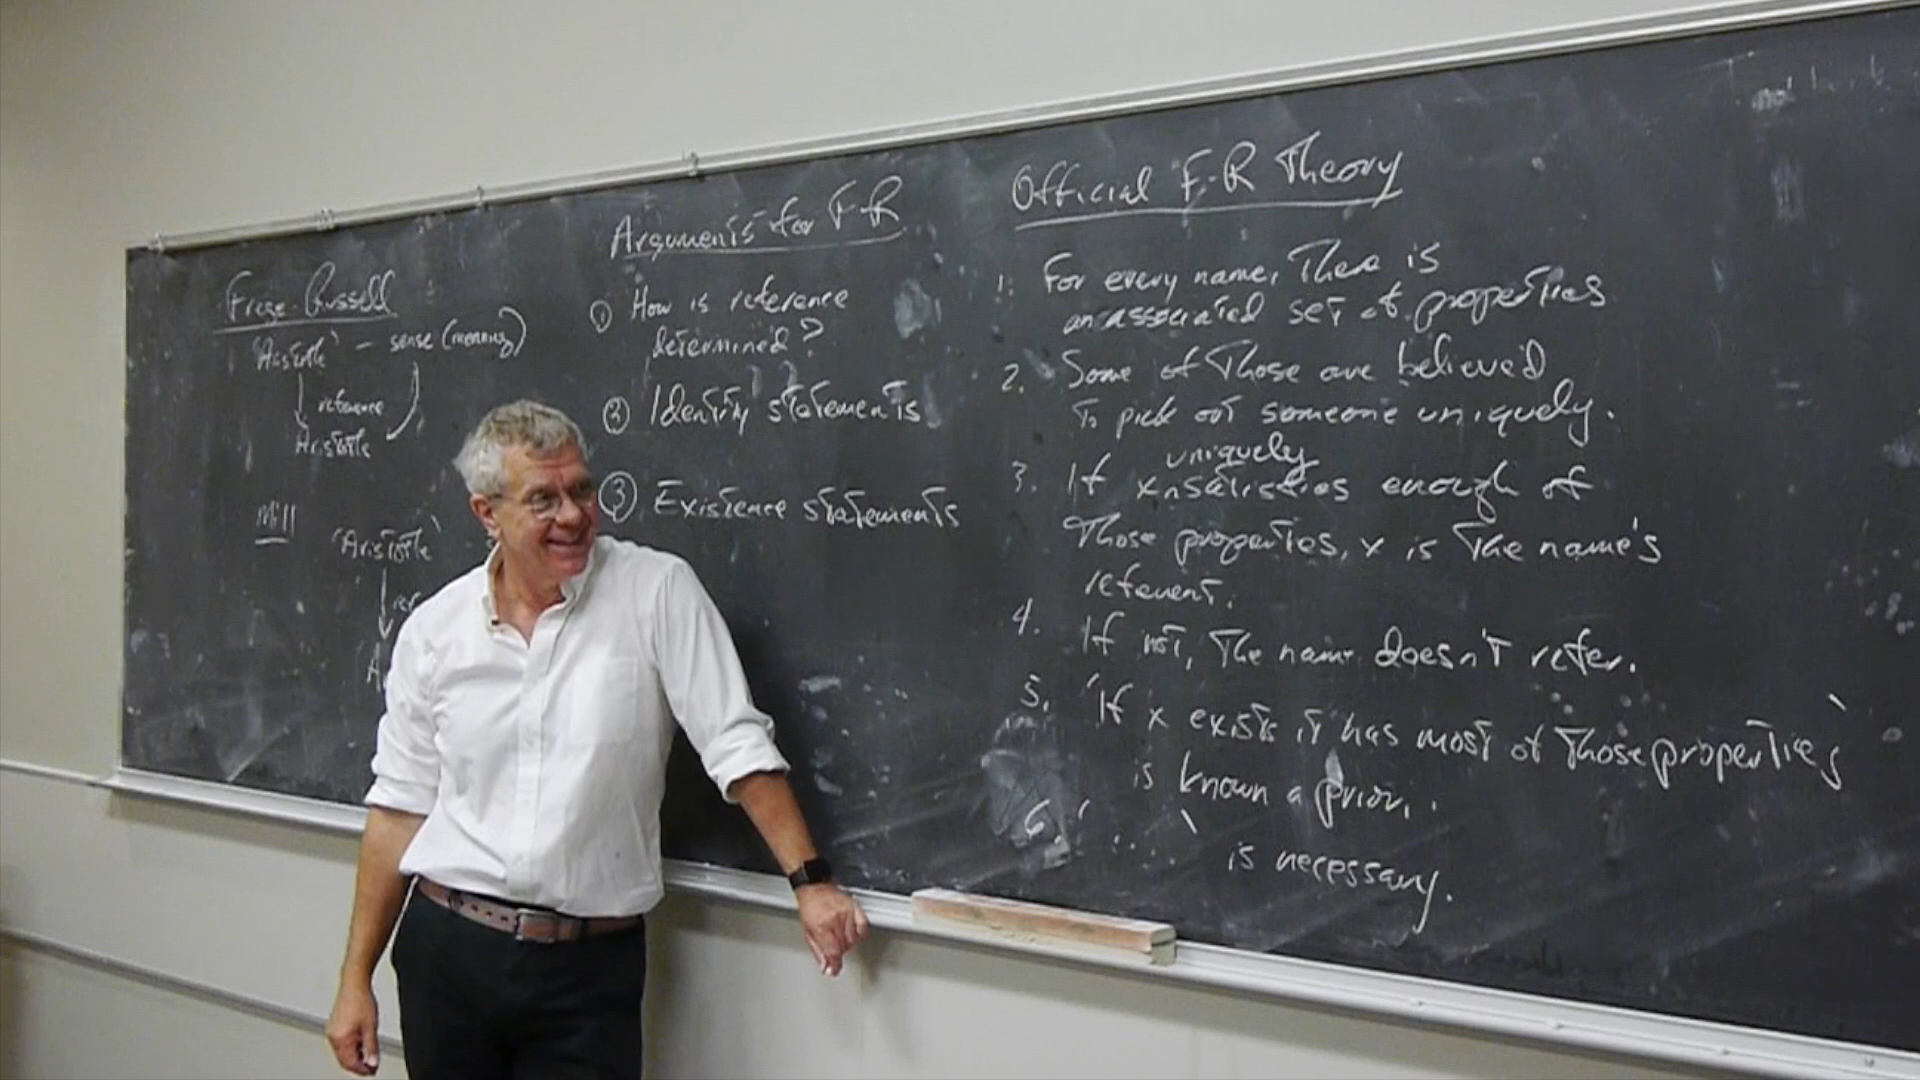 Frege-Russell
'Aristotle' - sense (meaning)
reference
Aristotle
Mill
'Aristotle'
ref
A
Arguments for F-R
① How is reference
determined?
② Identity statements
③ Existence statements
Official F-R Theory
1. For every name, There is
an associated set of properties
2. Some of Those are believed
To pick out someone uniquely.
uniquely
3. If x satisfies enough of
Those properties, x is The name's
referent.
4. If not, The name doesn't refer.
5. 'If x exists it has most of Those properties'
is known a priori.
6. ' . . . '
is necessary.